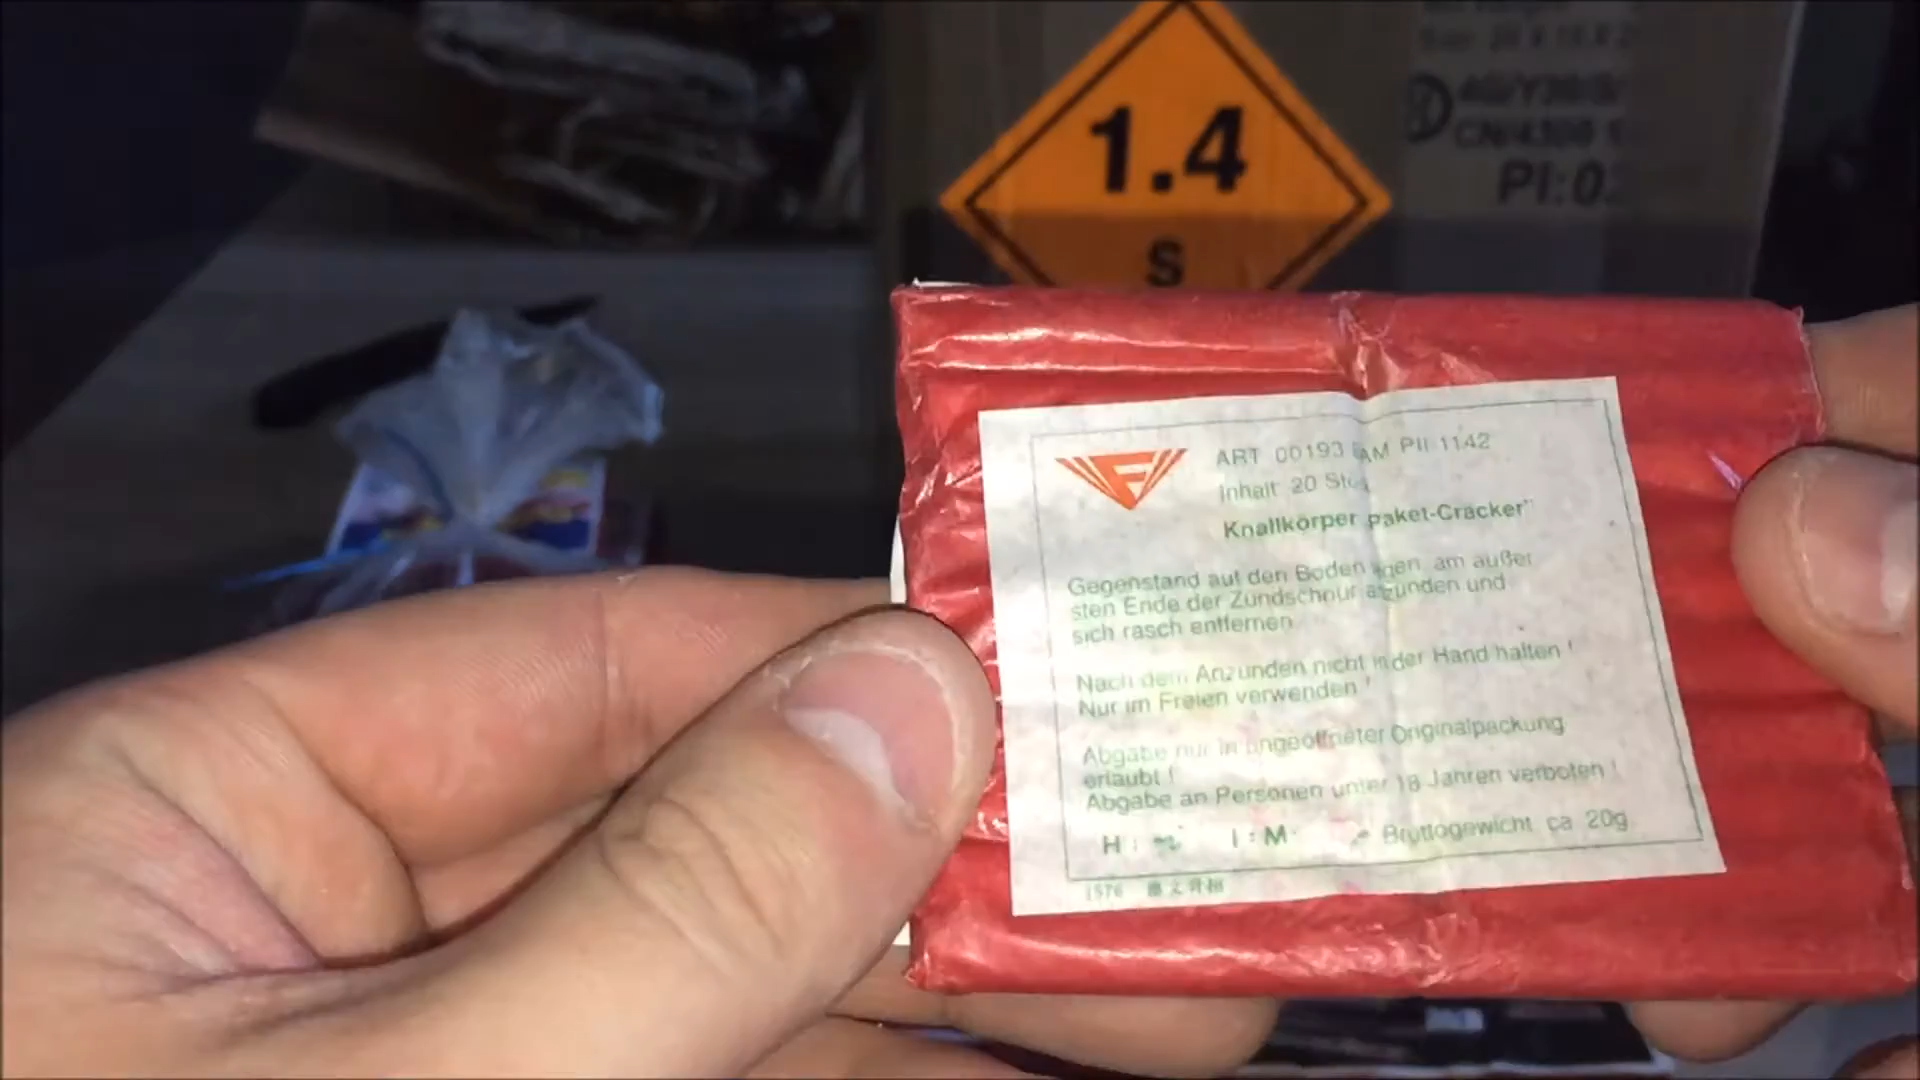 1.4
S
PI:0
F
ART 00193 BAM PII 1142
Inhalt 20 Stck
Knallkörper paket-Cracker"
Gegenstand auf den Boden legen, am äußer
sten Ende der Zündschnur anzünden und
sich rasch entfernen
Nach dem Anzünden nicht in der Hand halten !
Nur im Freien verwenden !
Abgabe nur in ungeöffneter Originalpackung
erlaubt !
Abgabe an Personen unter 18 Jahren verboten !
H : I : M Bruttogewicht ca 20g
1576